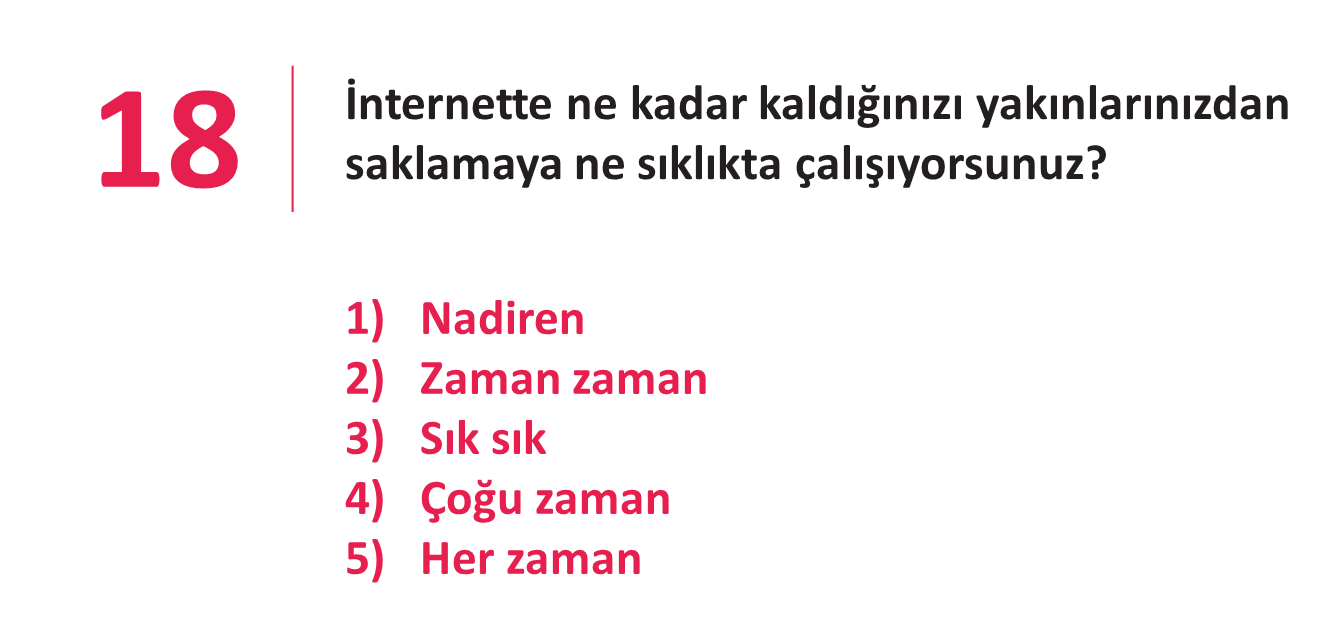 18
İnternette ne kadar kaldığınızı yakınlarınızdan
saklamaya ne sıklıkta çalışıyorsunuz?
1) Nadiren
2) Zaman zaman
3) Sık sık
4) Çoğu zaman
5) Her zaman